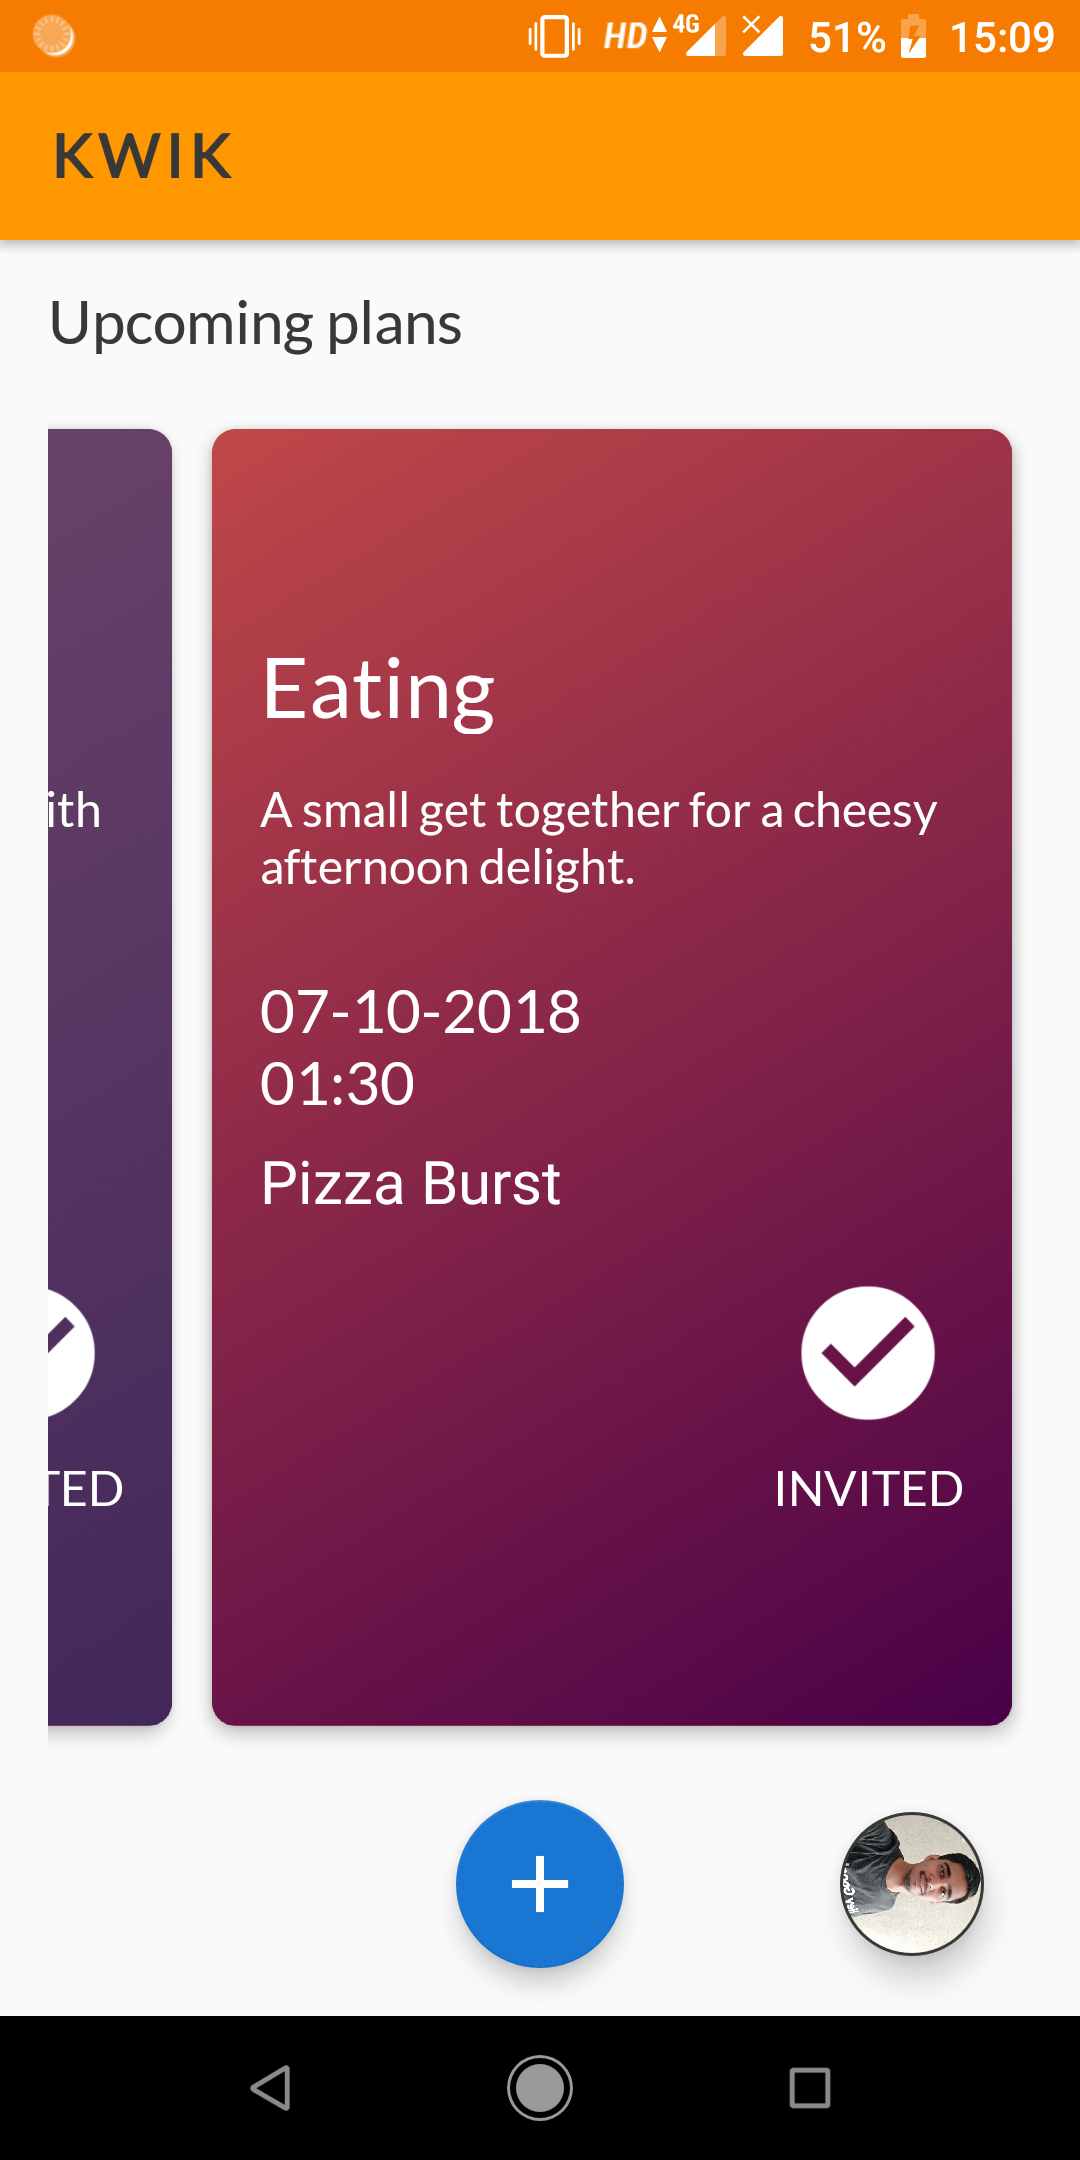 HD 4G 51% 15:09
KWIK
Upcoming plans
Eating
ith
A small get together for a cheesy
afternoon delight.
07-10-2018
01:30
Pizza Burst
TED
INVITED